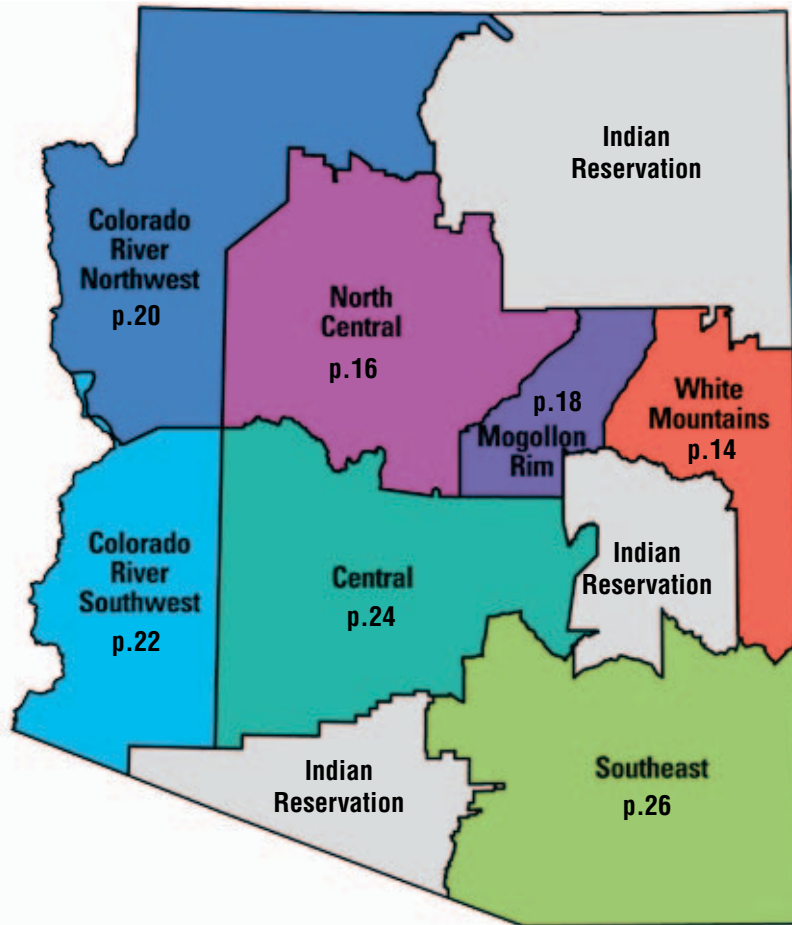 Indian
Reservation
Colorado
River
Northwest
p.20
North
Central
p.16
p.18
Mogollon
Rim
White
Mountains
p.14
Colorado
River
Southwest
p.22
Central
p.24
Indian
Reservation
Indian
Reservation
Southeast
p.26